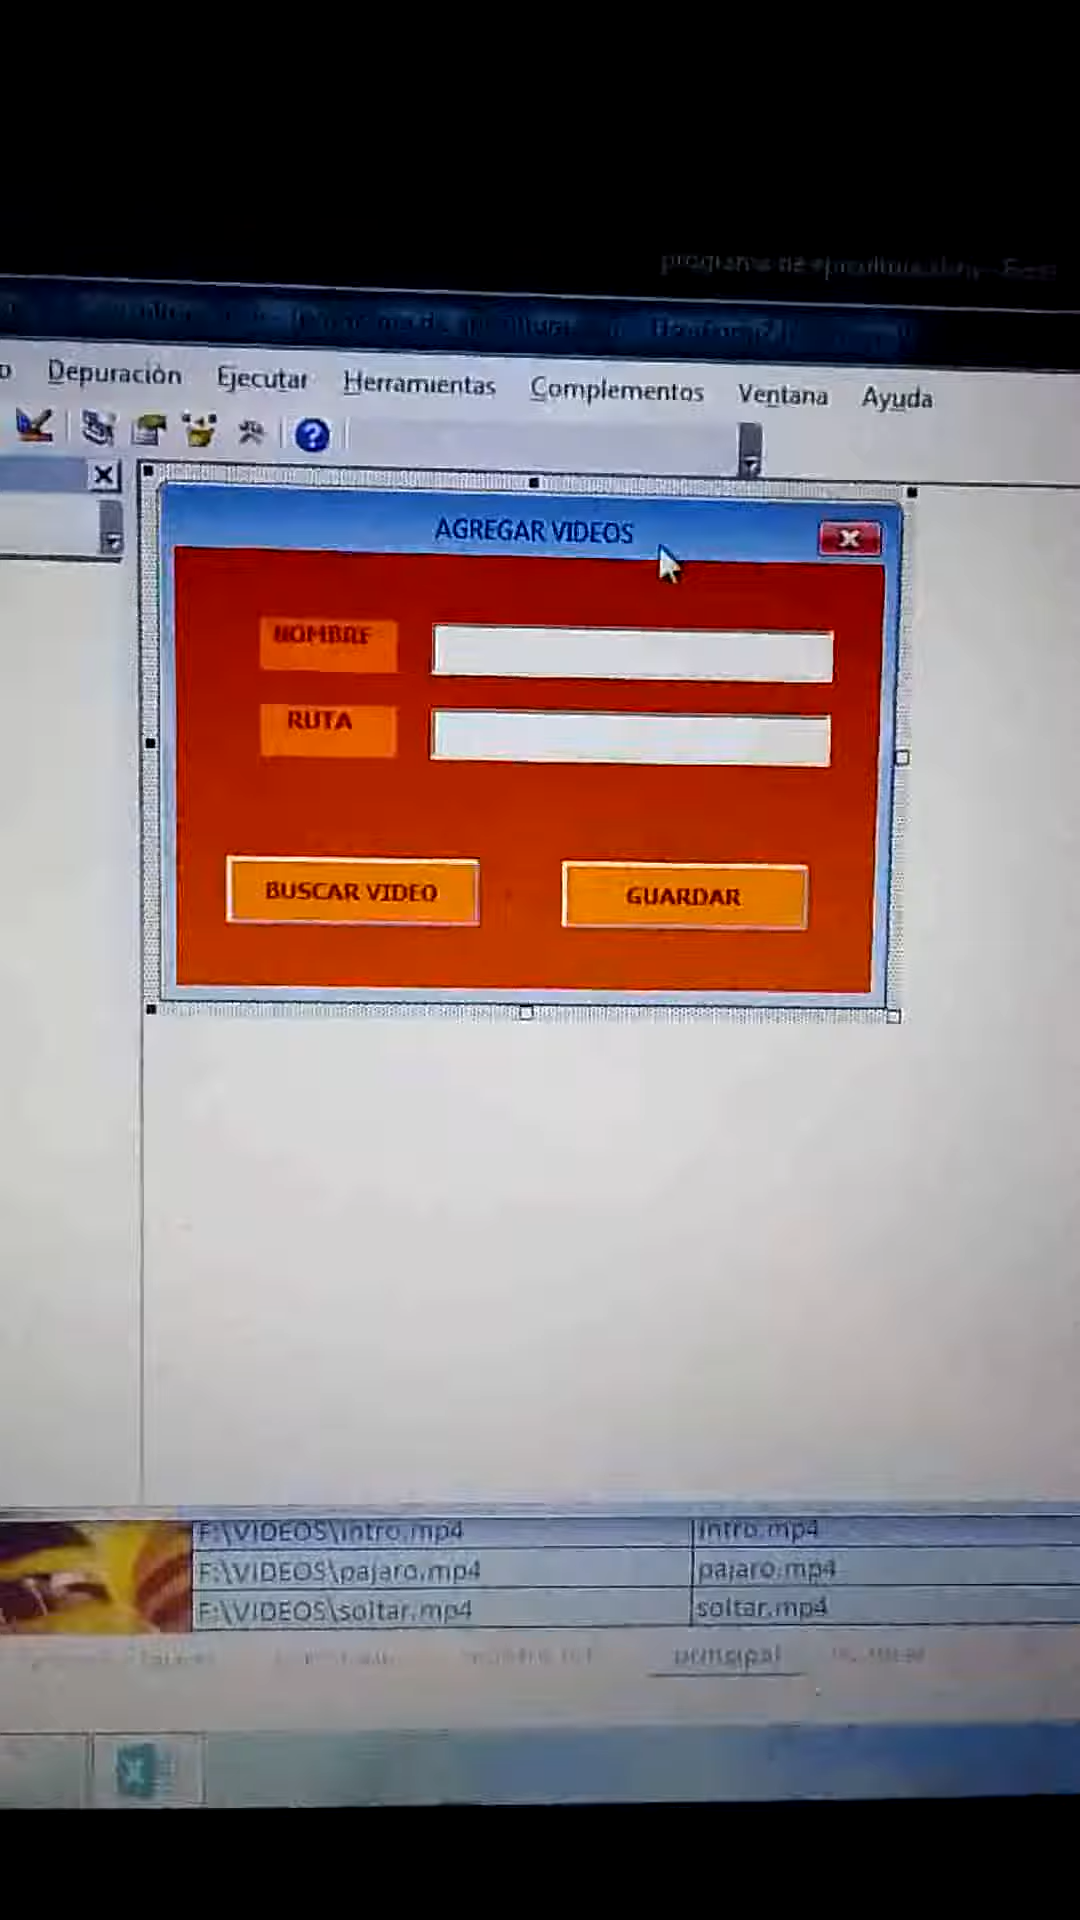 Depuración Ejecutar Herramientas Complementos Ventana Ayuda
AGREGAR VIDEOS
NOMBRE
RUTA
BUSCAR VIDEO GUARDAR
F:\VIDEOS\intro.mp4 intro.mp4
F:\VIDEOS\pajaro.mp4 pajaro.mp4
F:\VIDEOS\soltar.mp4 soltar.mp4
principal